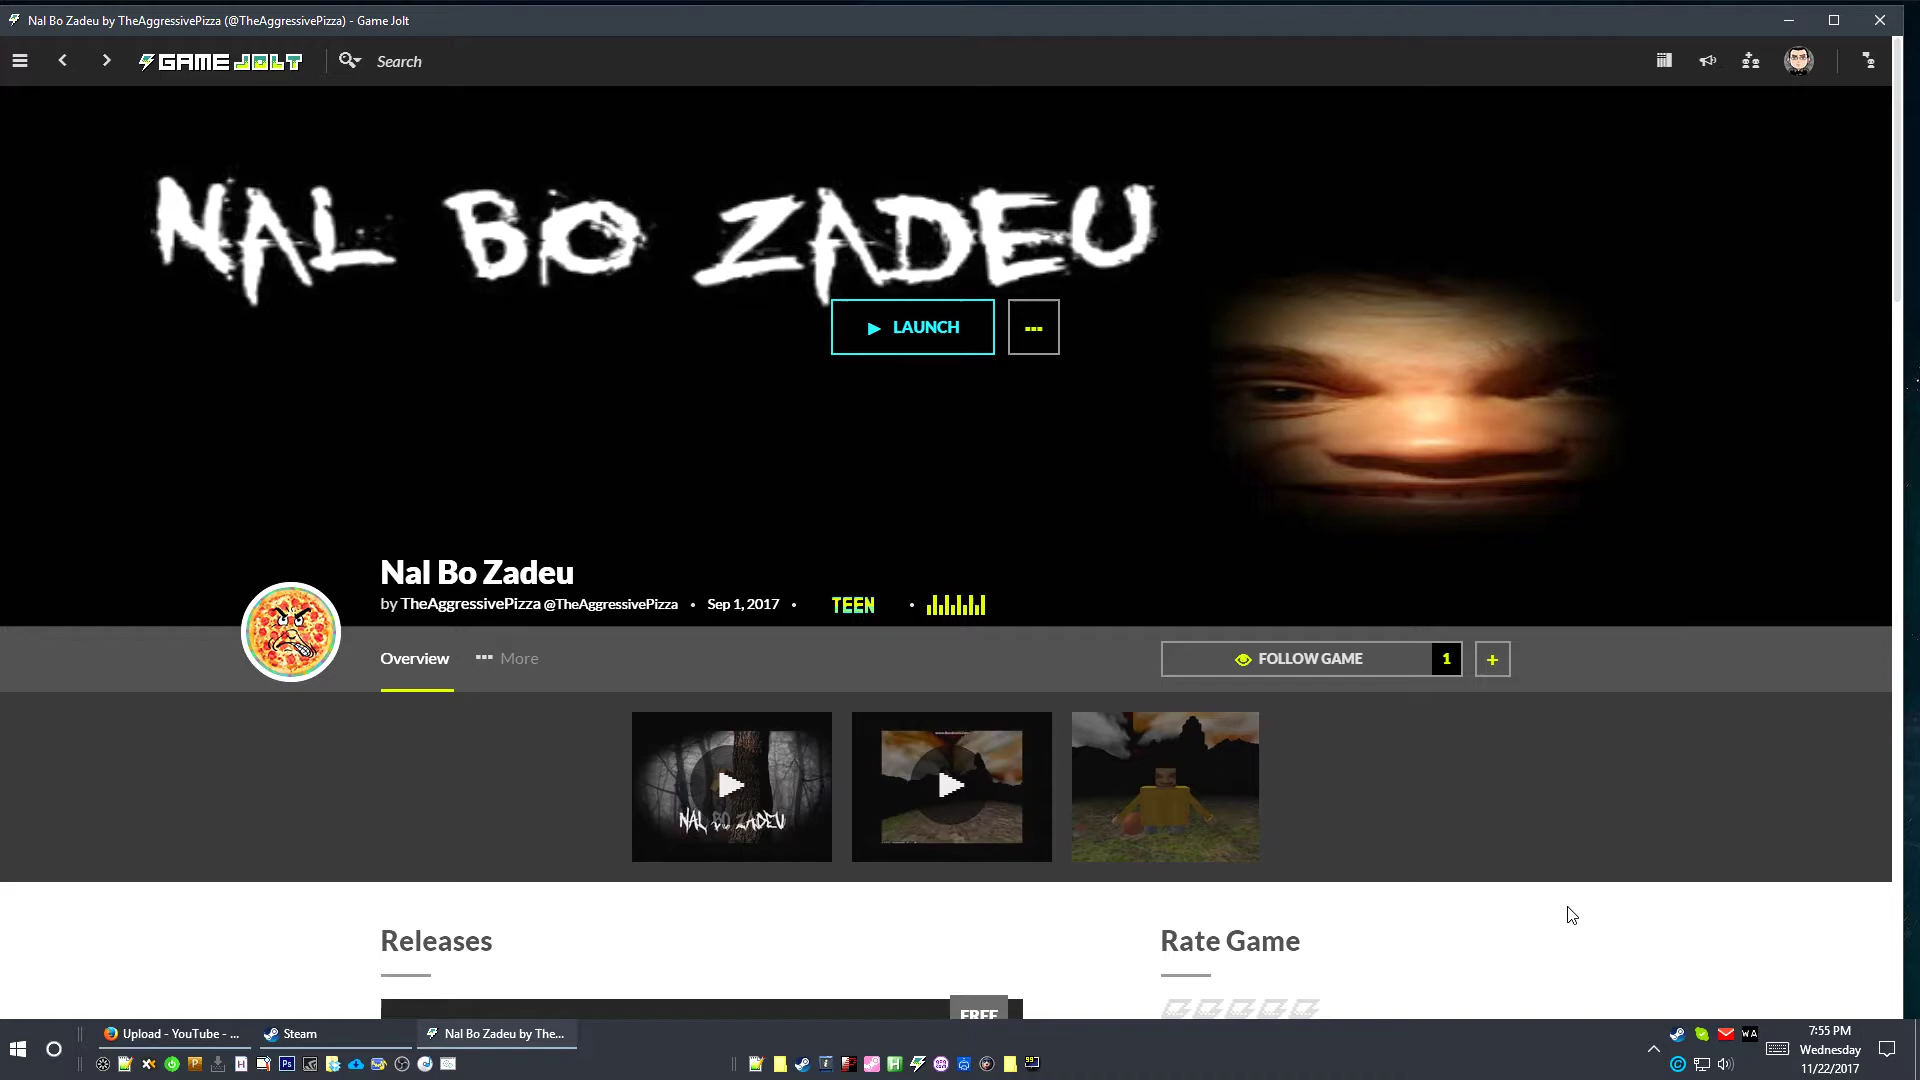 Nal Bo Zadeu by TheAggressivePizza (@TheAggressivePizza) - Game Jolt
GAME JOLT
Search
NAL BO ZADEU
LAUNCH
Nal Bo Zadeu
by TheAggressivePizza @TheAggressivePizza • Sep 1, 2017 • TEEN •
Overview
More
FOLLOW GAME 1
+
NAL BO ZADEU
Releases
Rate Game
FREE
Upload - YouTube - ...
Steam
Nal Bo Zadeu by The...
WA
7:55 PM
Wednesday
11/22/2017